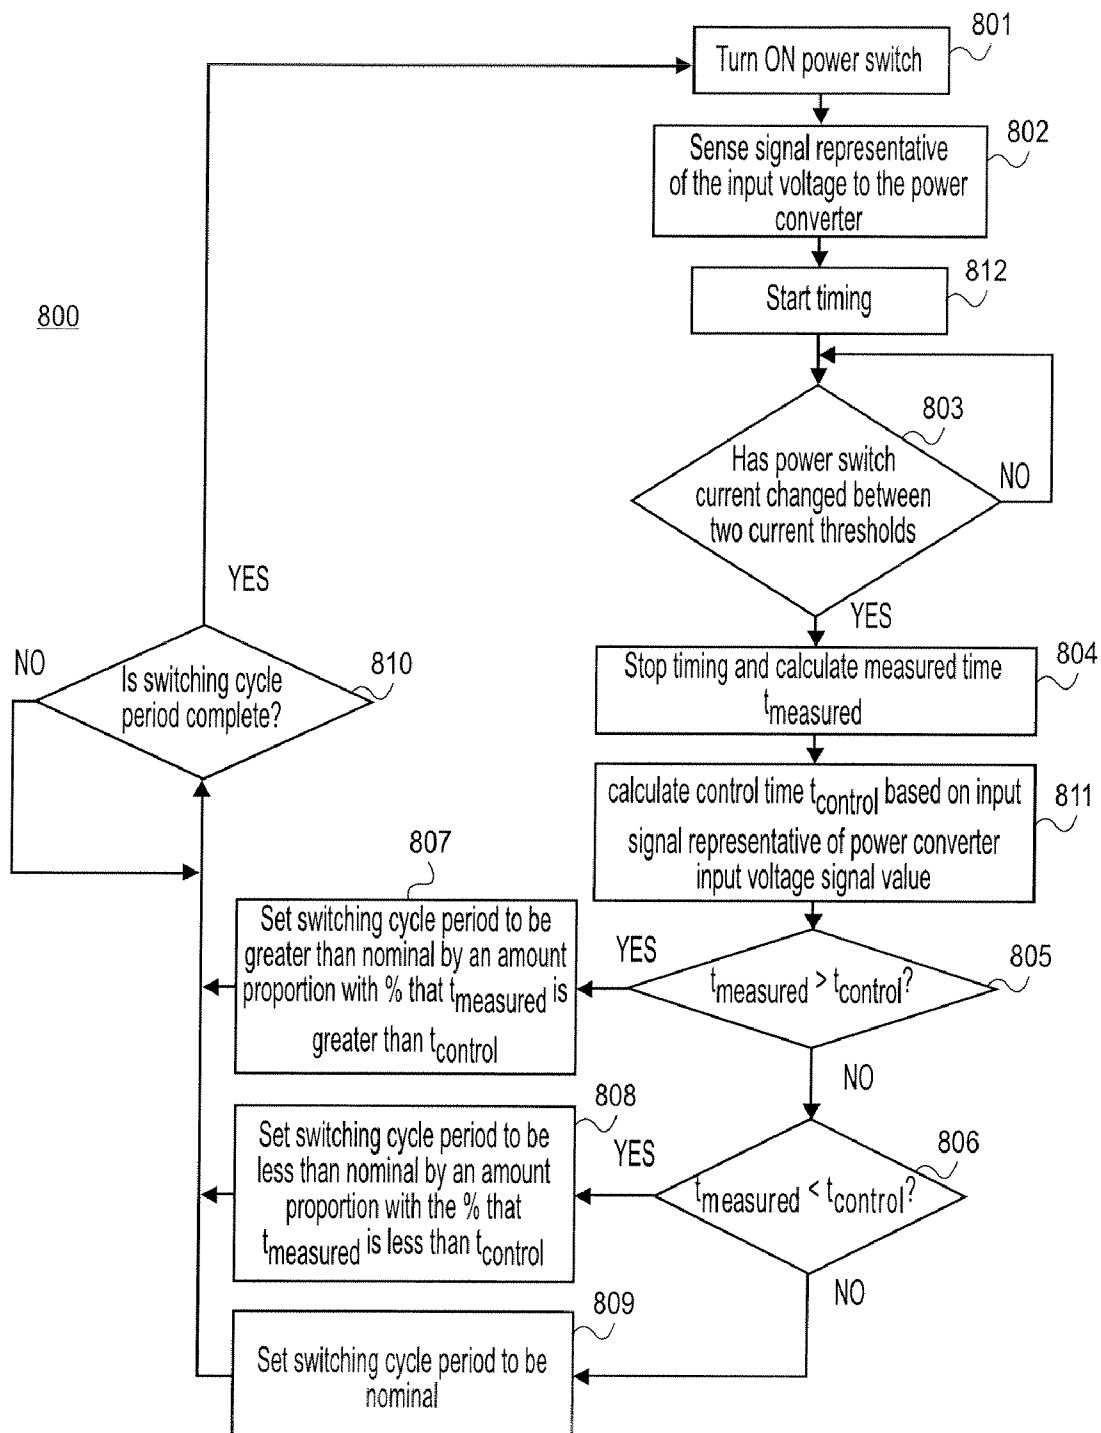 801
Turn ON power switch
802
Sense signal representative
of the input voltage to the power
converter
812
Start timing
800
803
Has power switch
current changed between
two current thresholds
NO
YES
YES
NO
810
Is switching cycle
period complete?
804
Stop timing and calculate measured time
tmeasured
811
calculate control time tcontrol based on input
signal representative of power converter
input voltage signal value
807
Set switching cycle period to be
greater than nominal by an amount
proportion with % that tmeasured is
greater than tcontrol
YES
805
tmeasured > tcontrol?
NO
808
Set switching cycle period to be
less than nominal by an amount
proportion with the % that
tmeasured is less than tcontrol
YES
806
tmeasured < tcontrol?
NO
809
Set switching cycle period to be
nominal